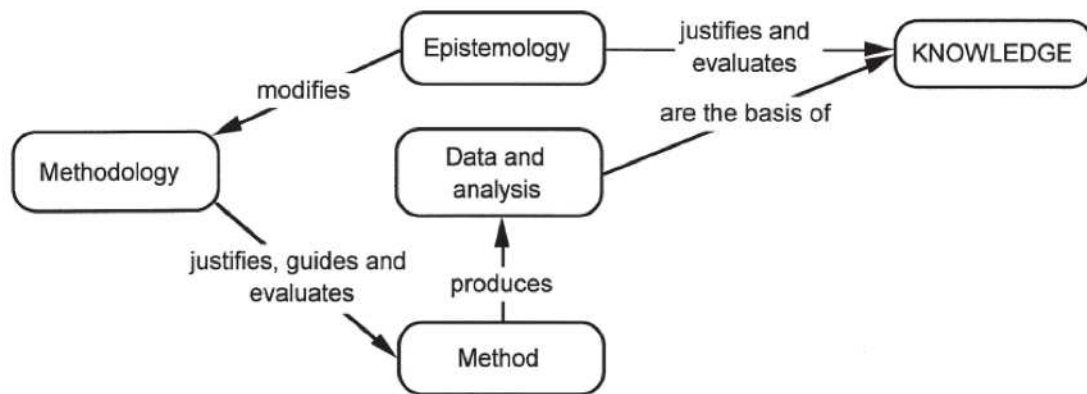 Epistemology
justifies and
evaluates
KNOWLEDGE
modifies
are the basis of
Methodology
Data and
analysis
justifies, guides and
evaluates
produces
Method